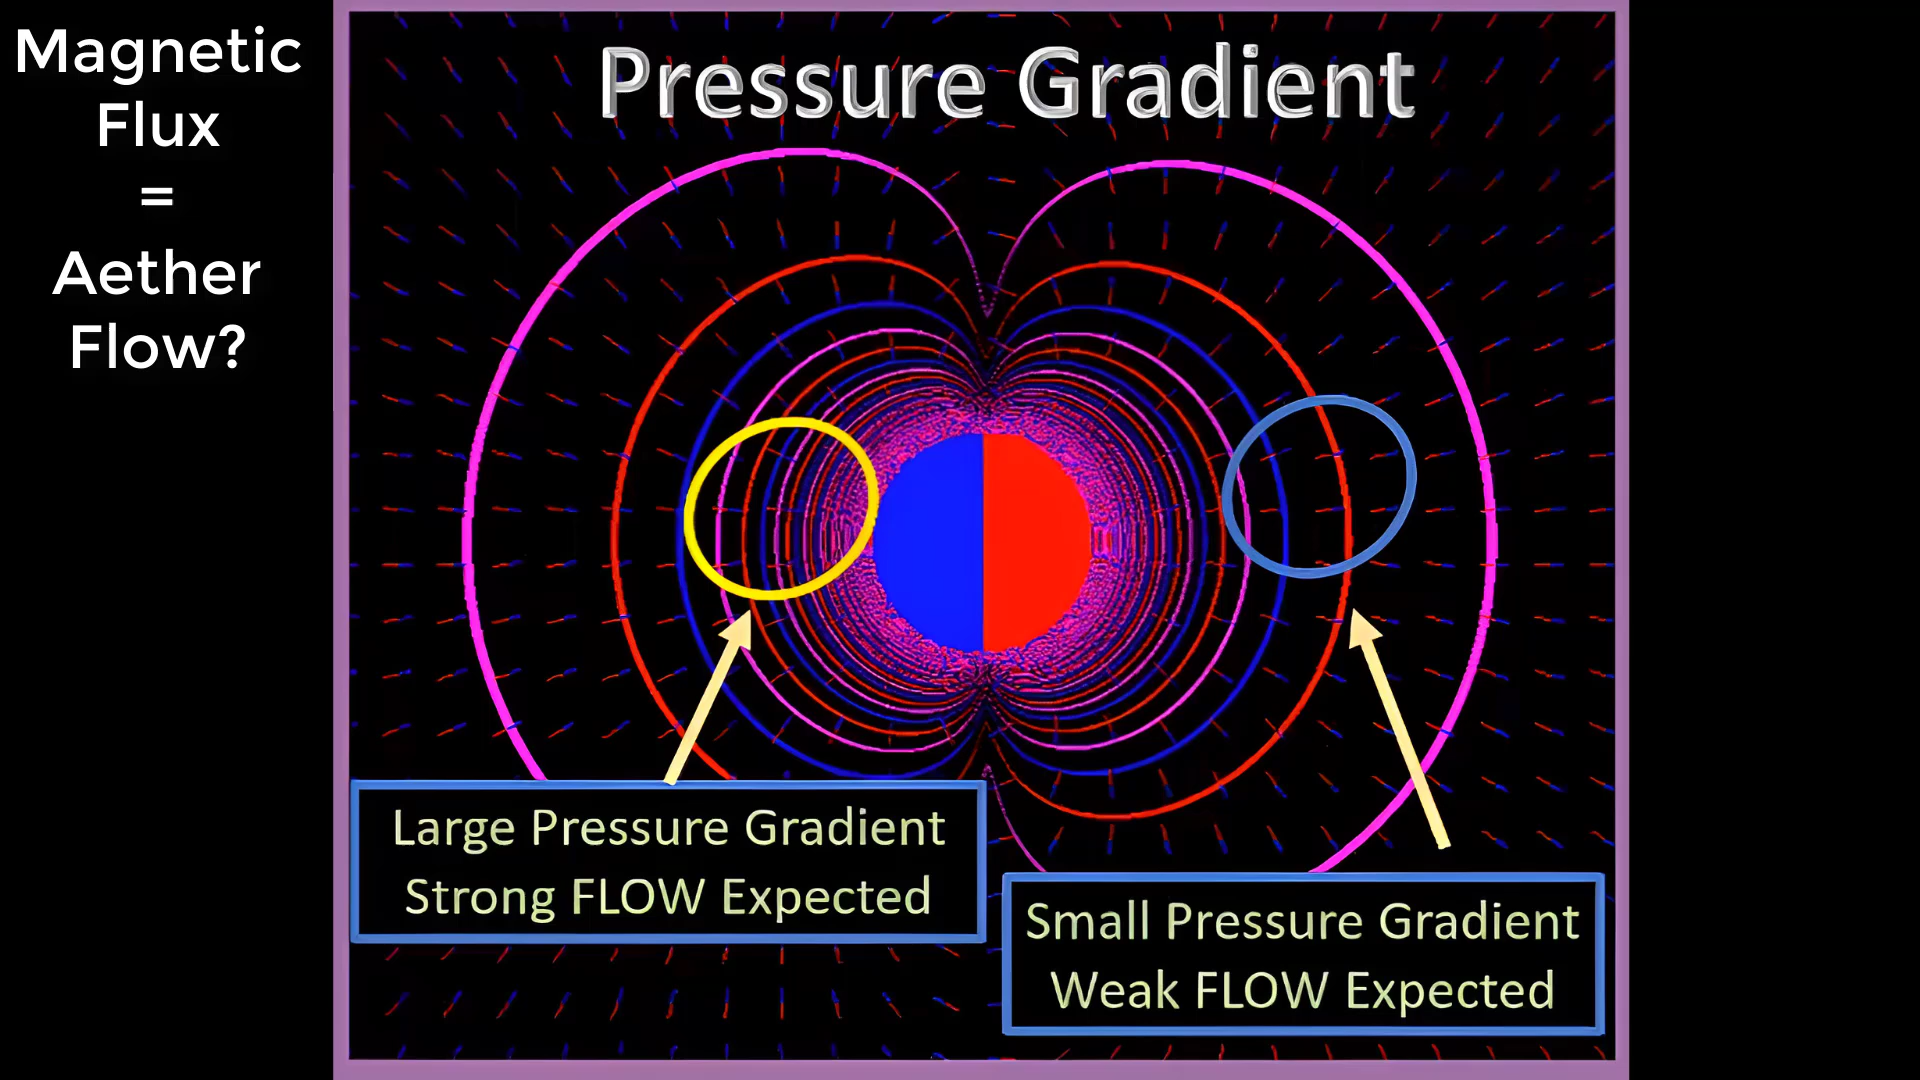 Magnetic
Flux
=
Aether
Flow?
Pressure Gradient
Large Pressure Gradient
Strong FLOW Expected
Small Pressure Gradient
Weak FLOW Expected